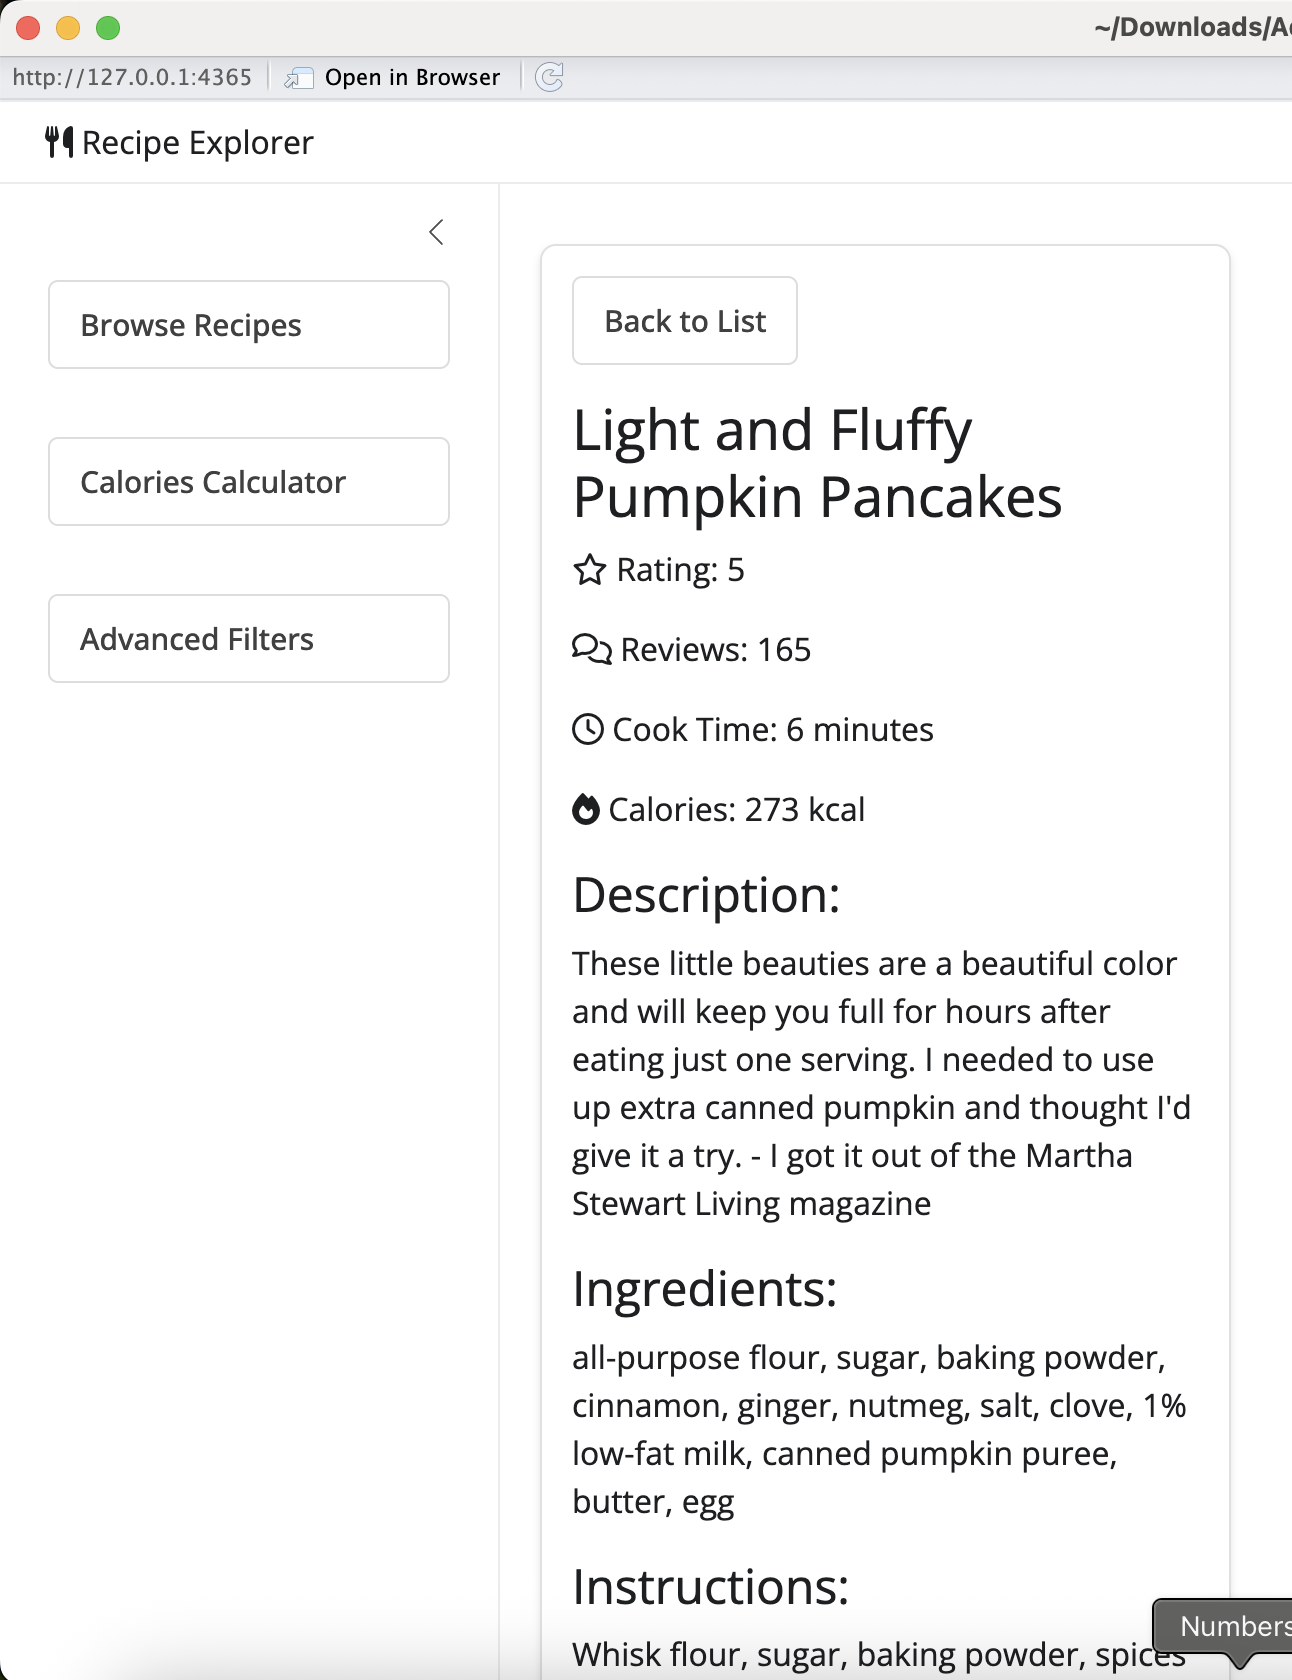 ~/Downloads/A
http://127.0.0.1:4365
Open in Browser
Recipe Explorer
Browse Recipes
Calories Calculator
Advanced Filters
Back to List
Light and Fluffy
Pumpkin Pancakes
Rating: 5
Reviews: 165
Cook Time: 6 minutes
Calories: 273 kcal
Description:
These little beauties are a beautiful color
and will keep you full for hours after
eating just one serving. I needed to use
up extra canned pumpkin and thought I'd
give it a try. - I got it out of the Martha
Stewart Living magazine
Ingredients:
all-purpose flour, sugar, baking powder,
cinnamon, ginger, nutmeg, salt, clove, 1%
low-fat milk, canned pumpkin puree,
butter, egg
Instructions:
Whisk flour, sugar, baking powder, spices
Numbers